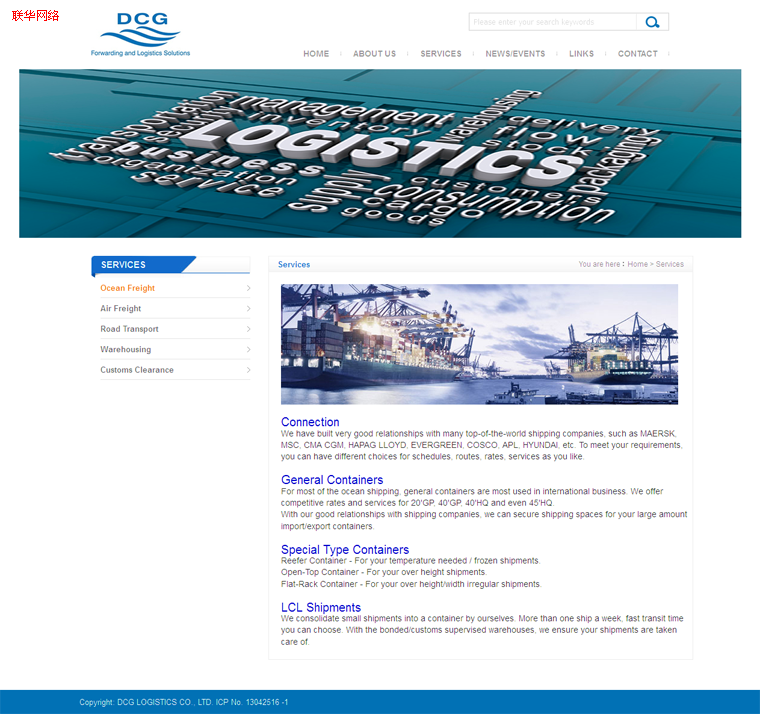 联华网络
DCG
Forwarding and Logistics Solutions
Please enter your search keywords
HOME
ABOUT US
SERVICES
NEWS/EVENTS
LINKS
CONTACT
management
warehousing
delivery
inventory
flow
stock
packaging
LOGISTICS
business
organization
service
supply
customers
consumption
cargo
goods
SERVICES
Ocean Freight
Air Freight
Road Transport
Warehousing
Customs Clearance
Services
You are here: Home » Services
Connection
We have built very good relationships with many top-of-the-world shipping companies, such as MAERSK,
MSC, CMA CGM, HAPAG LLOYD, EVERGREEN, COSCO, APL, HYUNDAI, etc. To meet your requirements,
you can have different choices for schedules, routes, rates, services as you like.
General Containers
For most of the ocean shipping, general containers are most used in international business. We offer
competitive rates and services for 20'GP, 40'GP, 40'HQ and even 45'HQ.
With our good relationships with shipping companies, we can secure shipping spaces for your large amount
import/export containers.
Special Type Containers
Reefer Container - For your temperature needed / frozen shipments.
Open-Top Container - For your over height shipments.
Flat-Rack Container - For your over height/width irregular shipments.
LCL Shipments
We consolidate small shipments into a container by ourselves. More than one ship a week, fast transit time
you can choose. With the bonded/customs supervised warehouses, we ensure your shipments are taken
care of.
Copyright: DCG LOGISTICS CO., LTD. ICP No. 13042516 -1